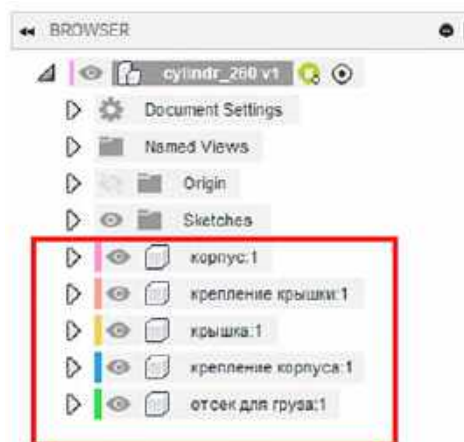 BROWSER
cylindr_260 v1
Document Settings
Named Views
Origin
Sketches
корпус:1
крепление крышки:1
крышка:1
крепление корпуса:1
отсек для груза:1